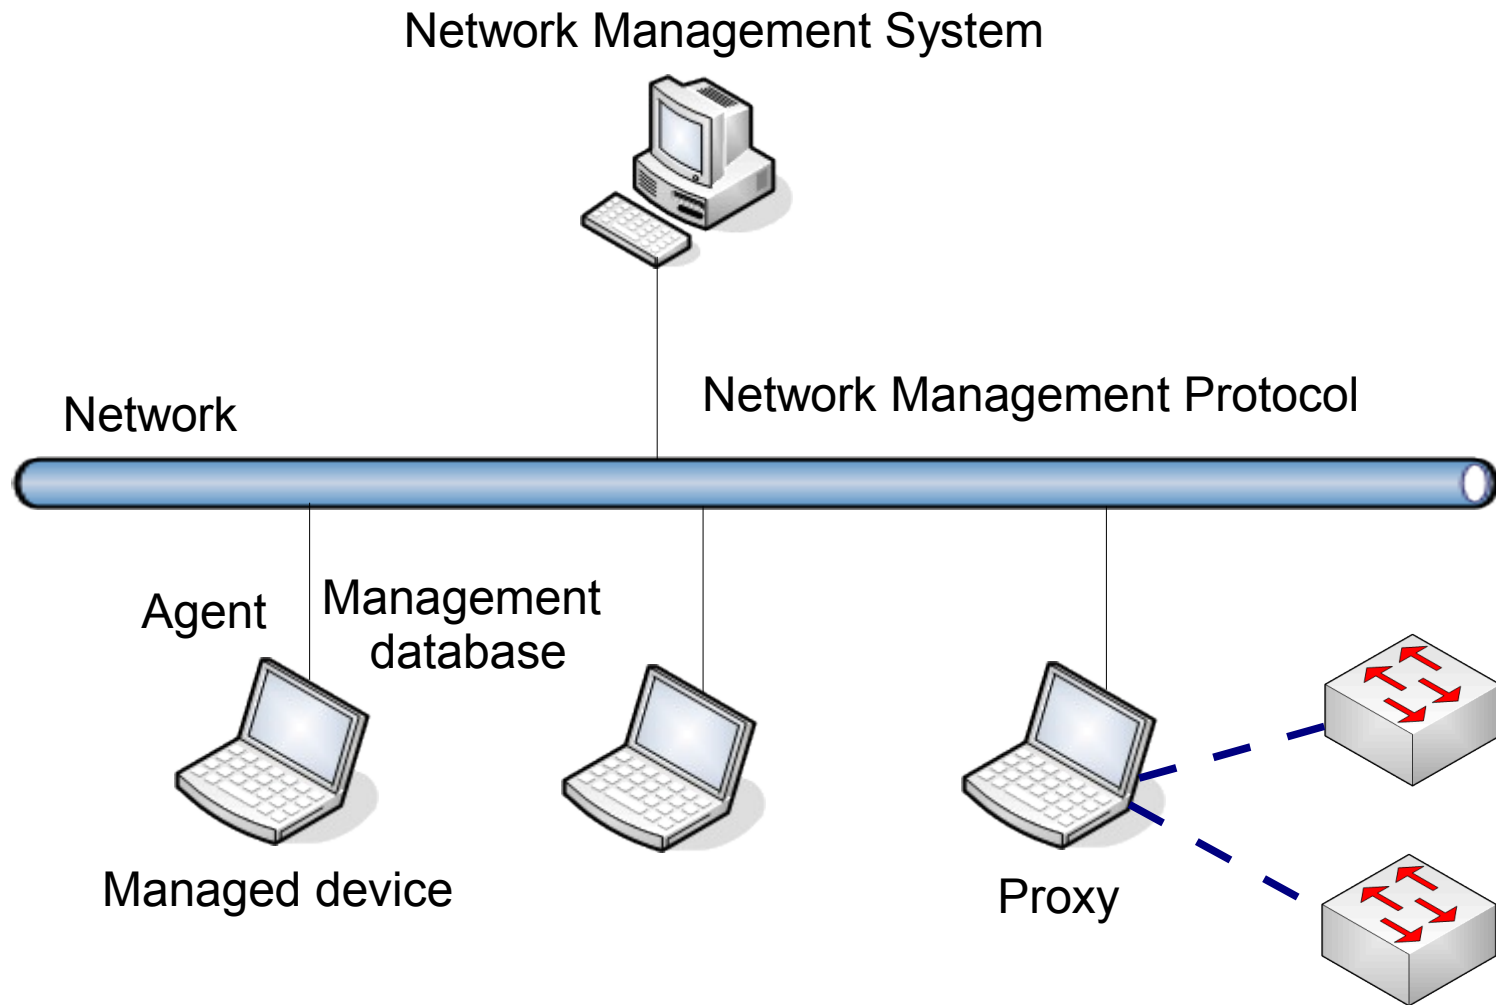 Network Management System
Network Management Protocol
Network
Agent
Management
database
Managed device
Proxy